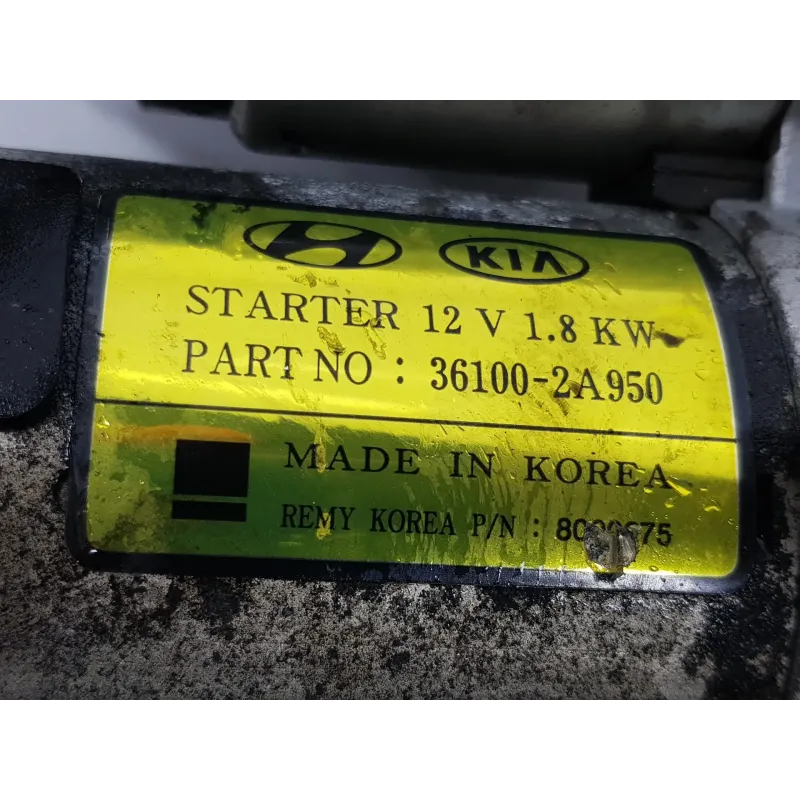 KIA
STARTER 12 V 1.8 KW
PART NO : 36100-2A950
MADE IN KOREA
REMY KOREA P/N :